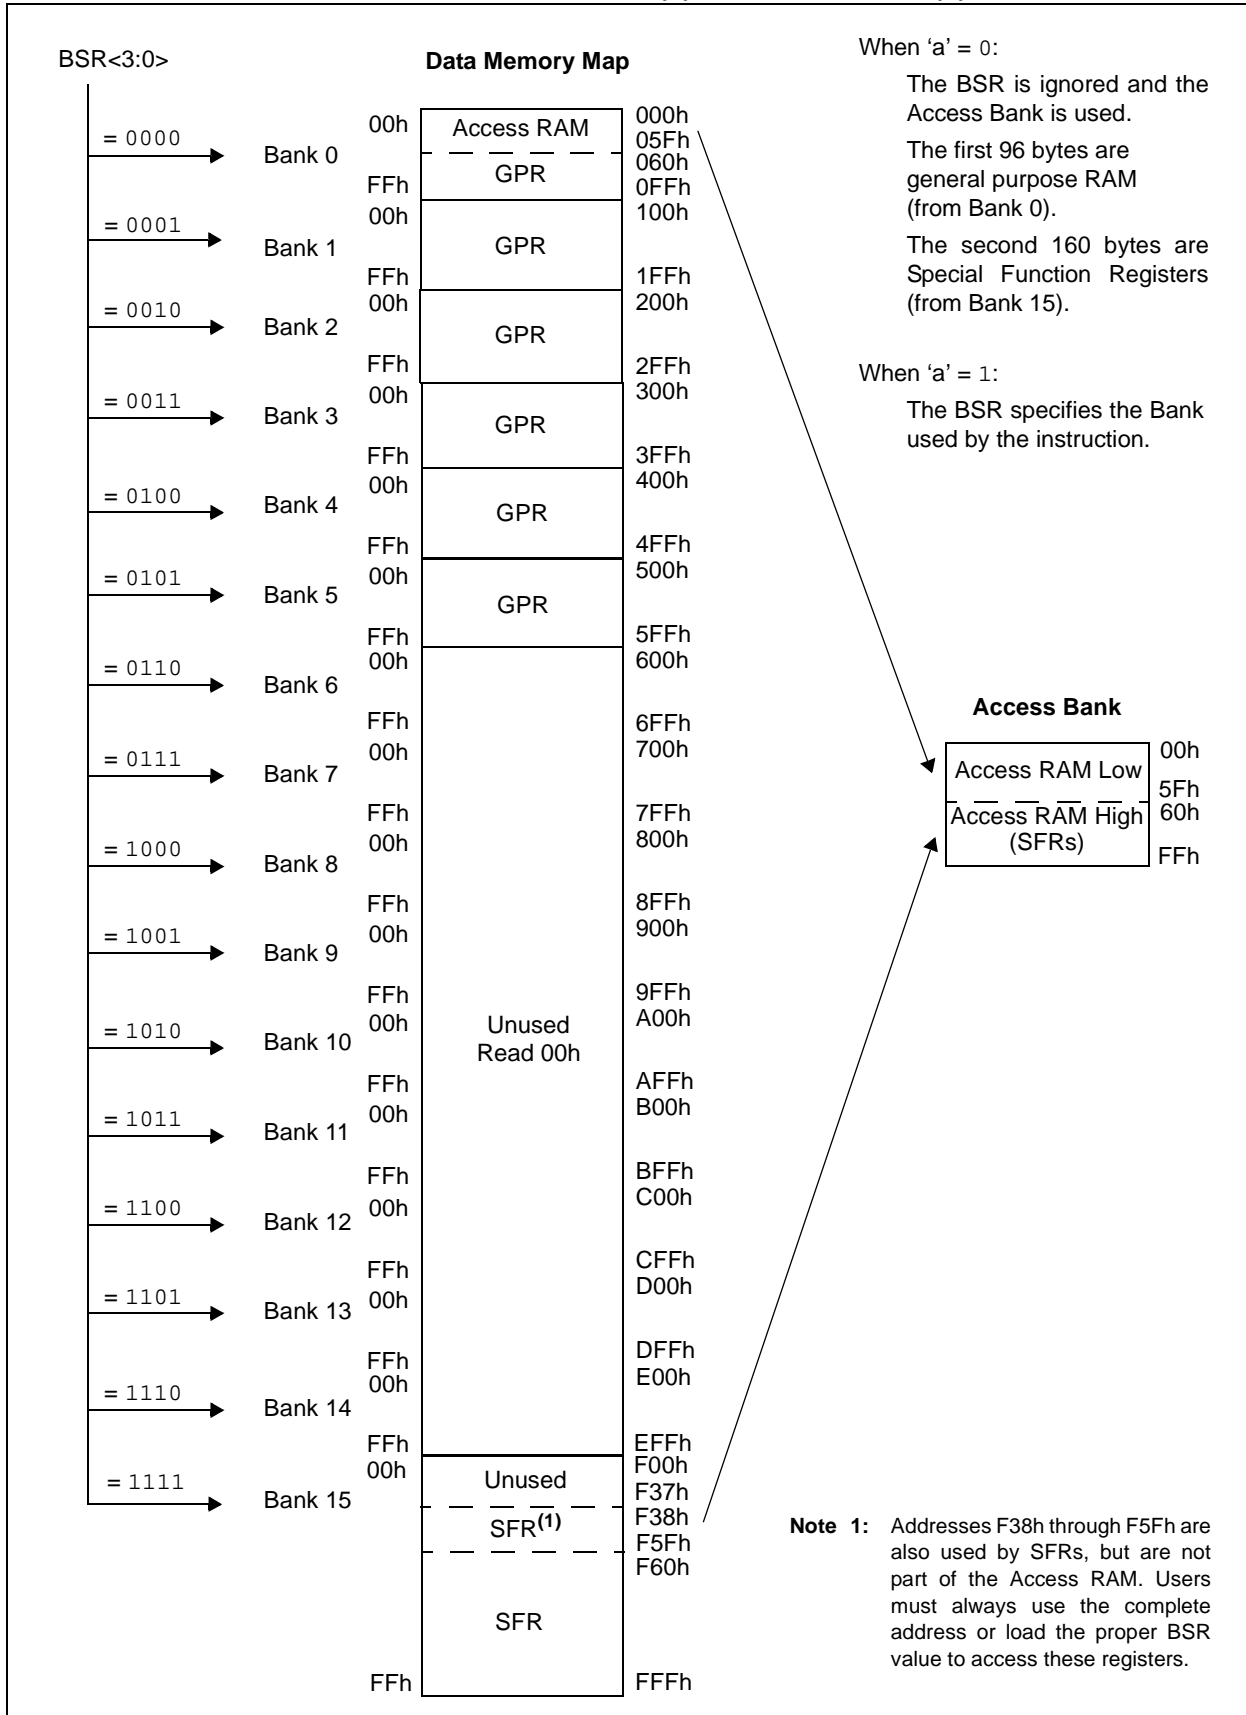 BSR<3:0>
Data Memory Map
When ‘a’ = 0:
The BSR is ignored and the
Access Bank is used.
The first 96 bytes are
general purpose RAM
(from Bank 0).
The second 160 bytes are
Special Function Registers
(from Bank 15).
When ‘a’ = 1:
The BSR specifies the Bank
used by the instruction.
= 0000
Bank 0
00h
Access RAM
000h
05Fh
GPR
060h
FFh
0FFh
= 0001
Bank 1
00h
100h
GPR
FFh
1FFh
= 0010
Bank 2
00h
200h
GPR
FFh
2FFh
= 0011
Bank 3
00h
300h
GPR
FFh
3FFh
= 0100
Bank 4
00h
400h
GPR
FFh
4FFh
= 0101
Bank 5
00h
500h
GPR
FFh
5FFh
= 0110
Bank 6
00h
600h
FFh
6FFh
= 0111
Bank 7
00h
700h
FFh
7FFh
= 1000
Bank 8
00h
800h
FFh
8FFh
= 1001
Bank 9
00h
900h
FFh
9FFh
= 1010
Bank 10
00h
A00h
Unused
Read 00h
FFh
AFFh
= 1011
Bank 11
00h
B00h
FFh
BFFh
= 1100
Bank 12
00h
C00h
FFh
CFFh
= 1101
Bank 13
00h
D00h
FFh
DFFh
= 1110
Bank 14
00h
E00h
FFh
EFFh
= 1111
Bank 15
00h
F00h
Unused
F37h
F38h
SFR(1)
F5Fh
F60h
SFR
FFh
FFFh
Access Bank
Access RAM Low
00h
5Fh
Access RAM High
(SFRs)
60h
FFh
Note 1: Addresses F38h through F5Fh are
also used by SFRs, but are not
part of the Access RAM. Users
must always use the complete
address or load the proper BSR
value to access these registers.